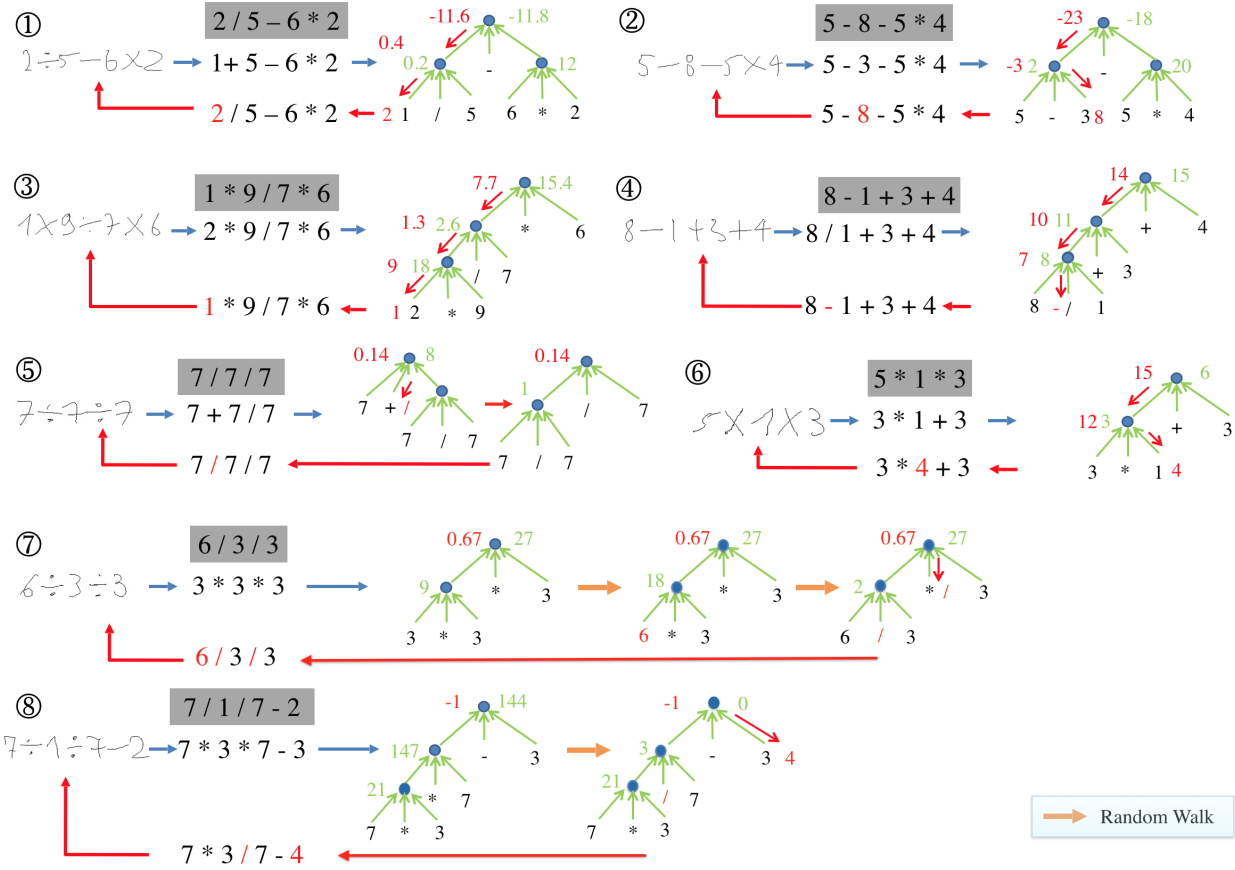 ①
2 / 5 – 6 * 2
2÷5−6×2
1+ 5 – 6 * 2
2 / 5 – 6 * 2
-11.6 -11.8
0.4
0.2 - 12
2 1 / 5 6 * 2
②
5 - 8 - 5 * 4
5−8−5×4
5 - 3 - 5 * 4
5 - 8 - 5 * 4
-23 -18
-3 2 - 20
5 - 3 8 5 * 4
③
1 * 9 / 7 * 6
1×9÷7×6
2 * 9 / 7 * 6
1 * 9 / 7 * 6
7.7 15.4
1.3 2.6 * 6
9 18 / 7
1 2 * 9
④
8 - 1 + 3 + 4
8−1+3+4
8 / 1 + 3 + 4
8 - 1 + 3 + 4
14 15
10 11 + 4
7 8 + 3
8 - / 1
⑤
7 / 7 / 7
7÷7÷7
7 + 7 / 7
7 / 7 / 7
0.14 8
7 + /
7 / 7
0.14
1 / 7
7 / 7
⑥
5 * 1 * 3
5×1×3
3 * 1 + 3
3 * 4 + 3
15 6
12 3 + 3
3 * 1 4
⑦
6 / 3 / 3
6÷3÷3
3 * 3 * 3
6 / 3 / 3
0.67 27
9 * 3
3 * 3
0.67 27
18 * 3
6 * 3
0.67 27
2 * / 3
6 / 3
⑧
7 / 1 / 7 - 2
7÷1÷7−2
7 * 3 * 7 - 3
7 * 3 / 7 - 4
-1 144
147 - 3
21 * 7
7 * 3
-1 0
3 - 3 4
21 / 7
7 * 3
Random Walk